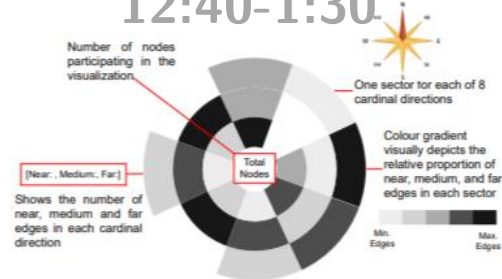 12:40-1:30
N
Number of nodes
participating in the
visualization
One sector for each of 8
cardinal directions
Total
Nodes
Colour gradient
visually depicts the
relative proportion of
near, medium, and far
edges in each sector
[Near: , Medium:, Far:]
Shows the number of
near, medium and far
edges in each cardinal
direction
Min.
Edges
Max.
Edges